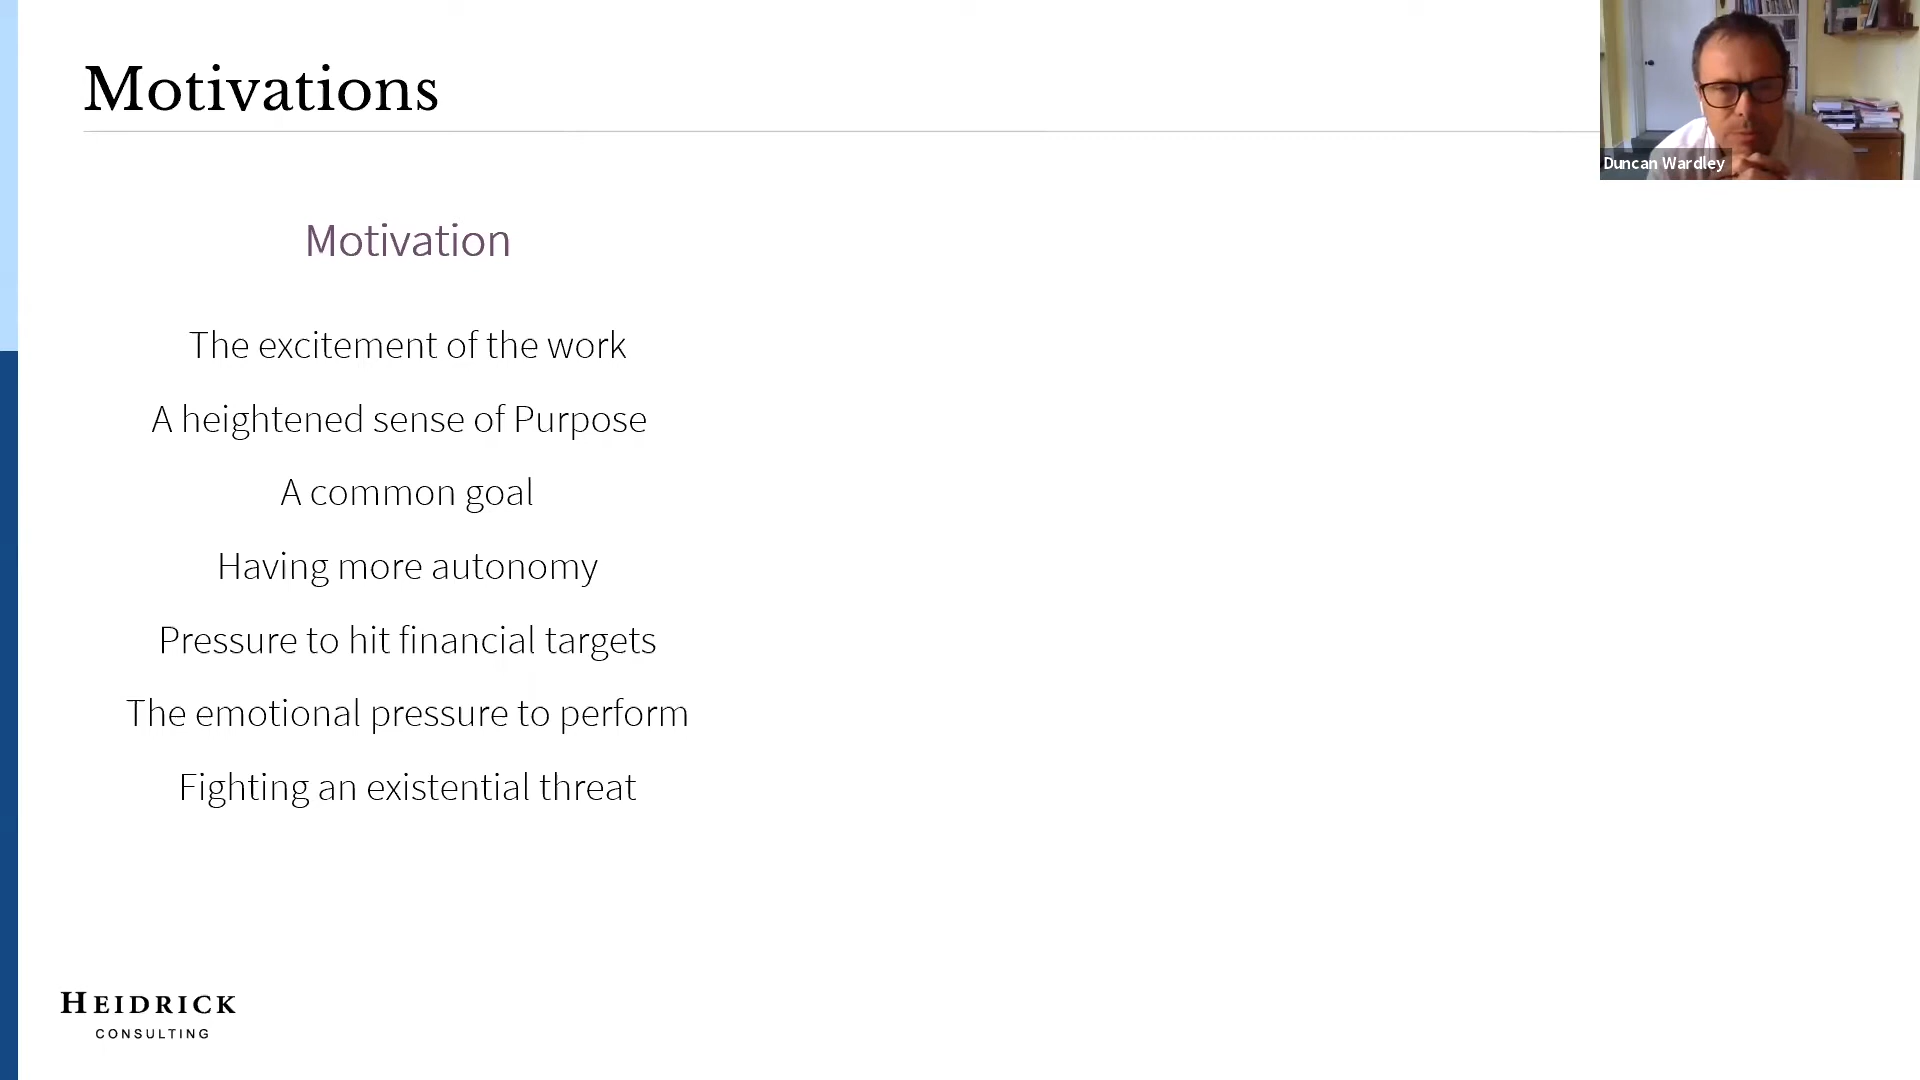 Motivations
Duncan Wardley
Motivation
The excitement of the work
A heightened sense of Purpose
A common goal
Having more autonomy
Pressure to hit financial targets
The emotional pressure to perform
Fighting an existential threat
HEIDRICK
CONSULTING